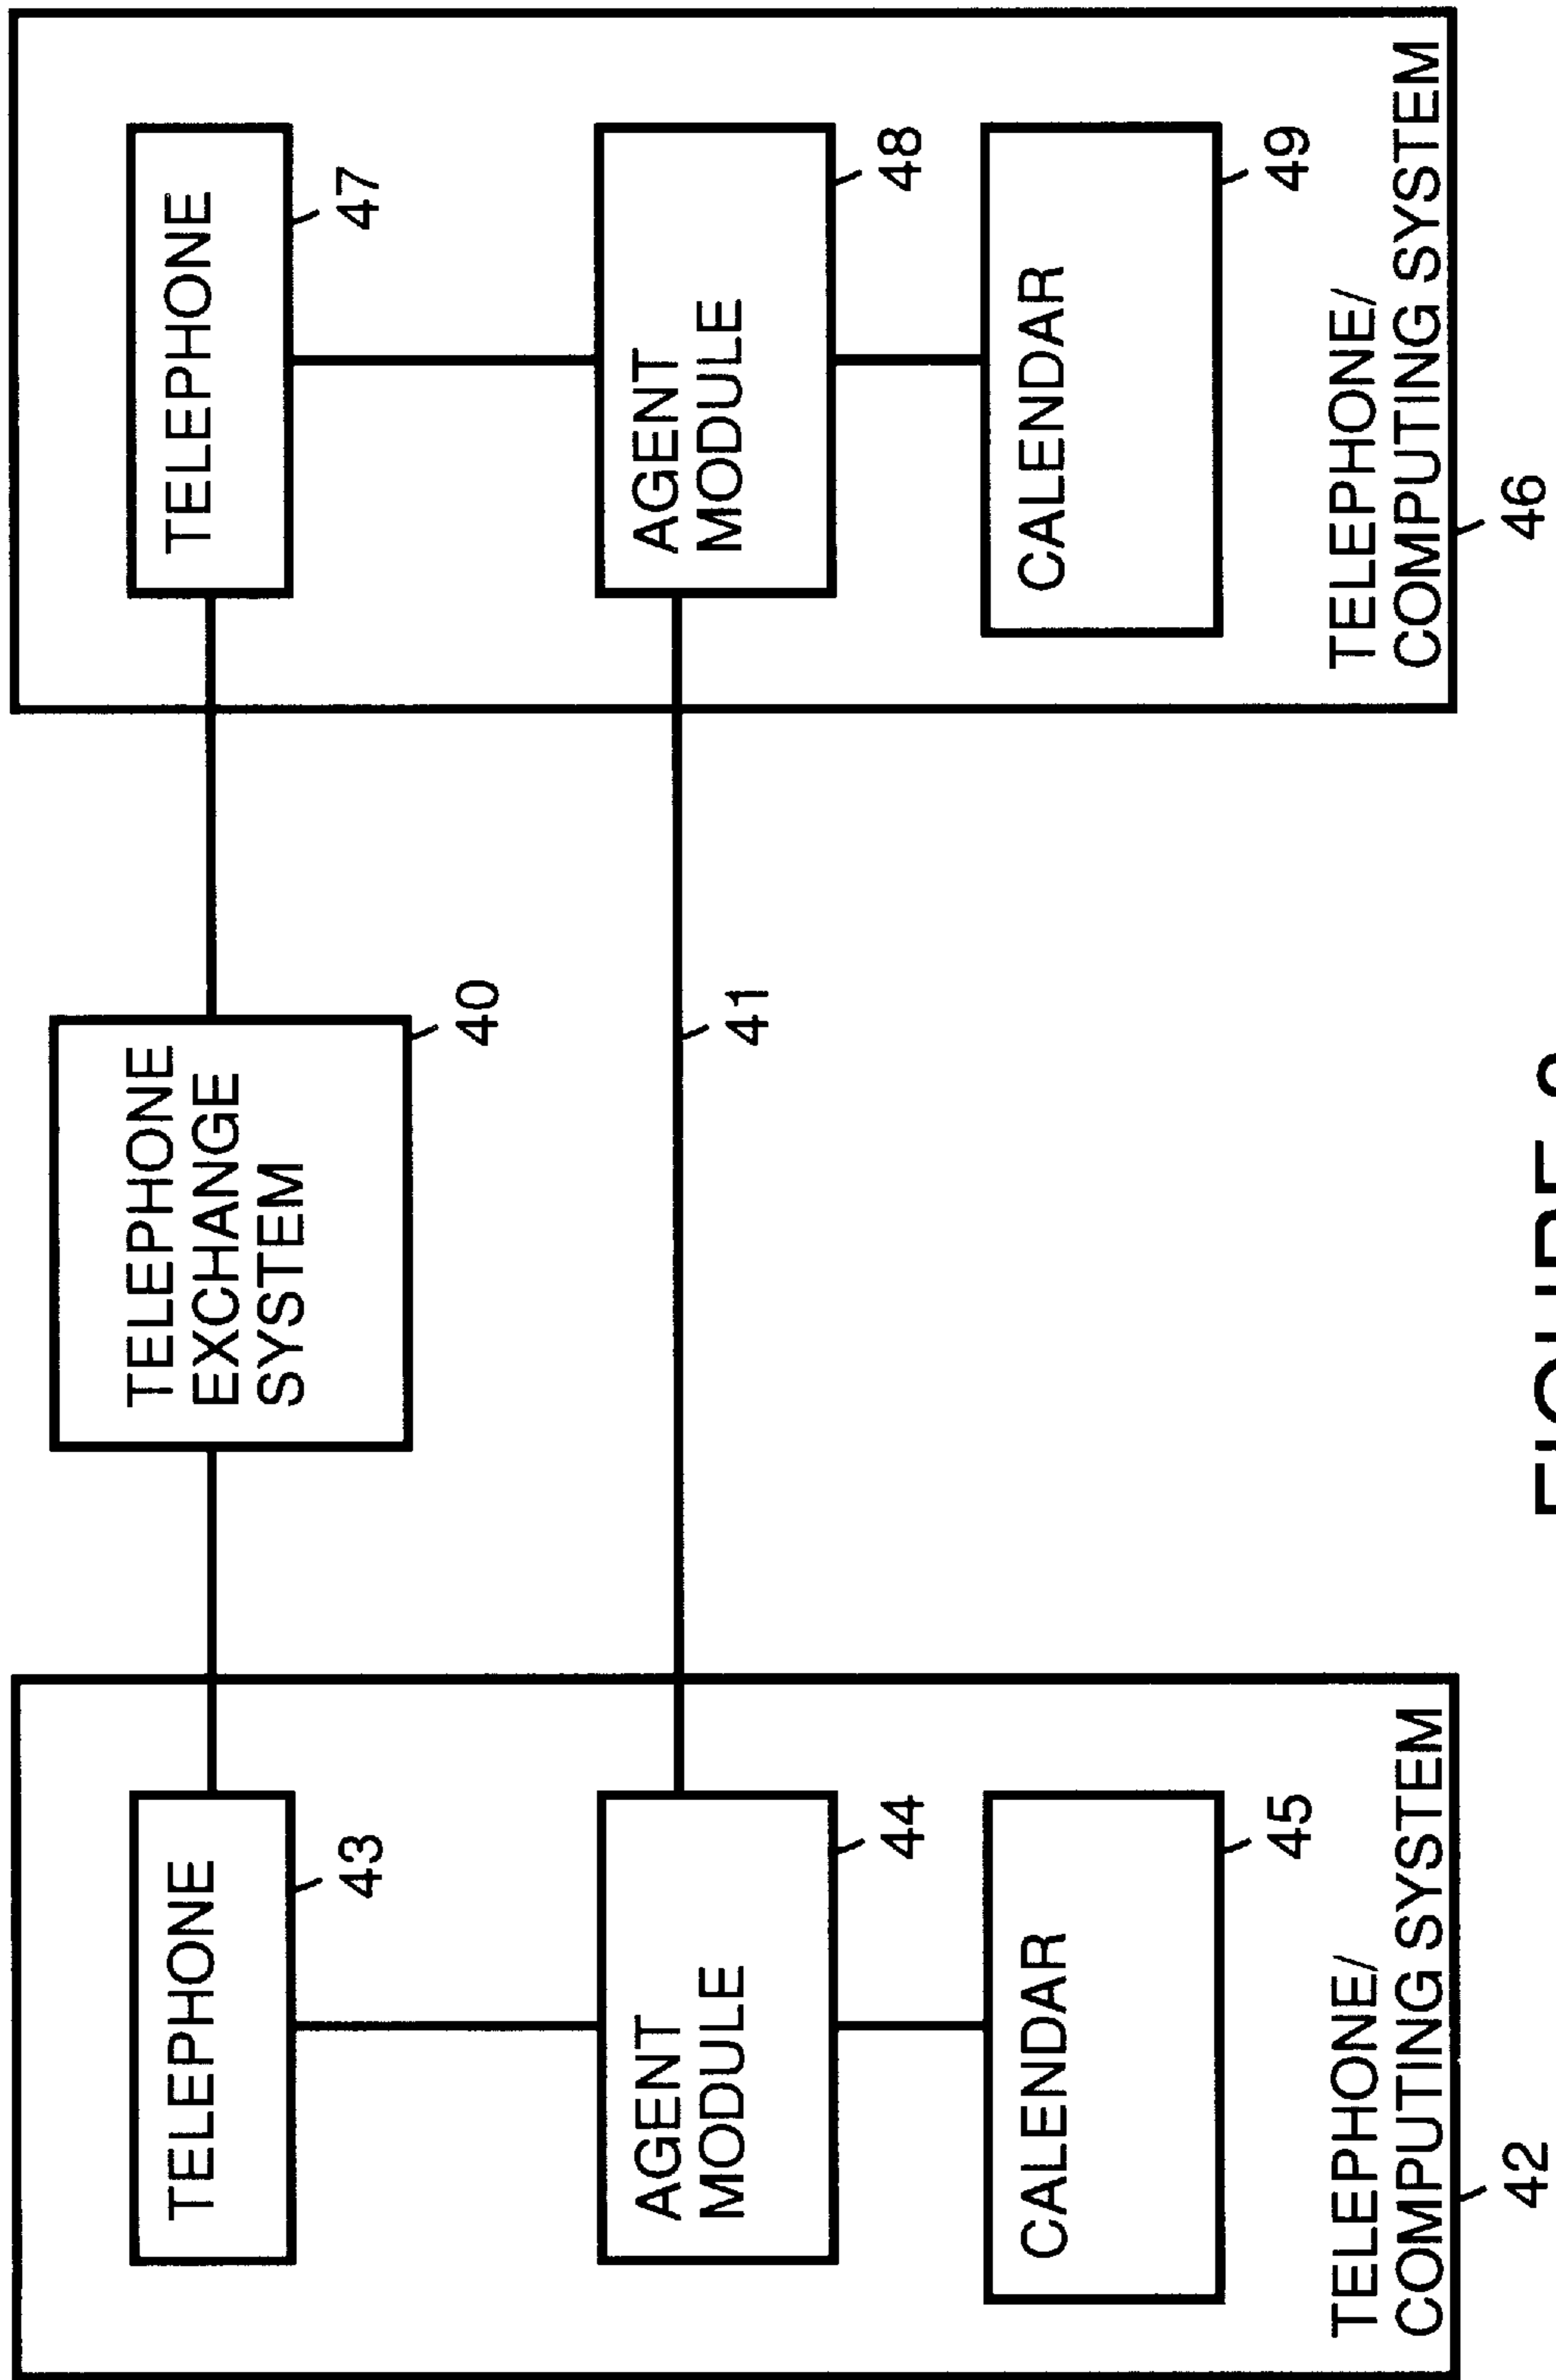 TELEPHONE
43
AGENT
MODULE
44
CALENDAR
45
TELEPHONE/
COMPUTING SYSTEM
42
TELEPHONE
EXCHANGE
SYSTEM
40
41
TELEPHONE
47
AGENT
MODULE
48
CALENDAR
49
TELEPHONE/
COMPUTING SYSTEM
46
FIGURE